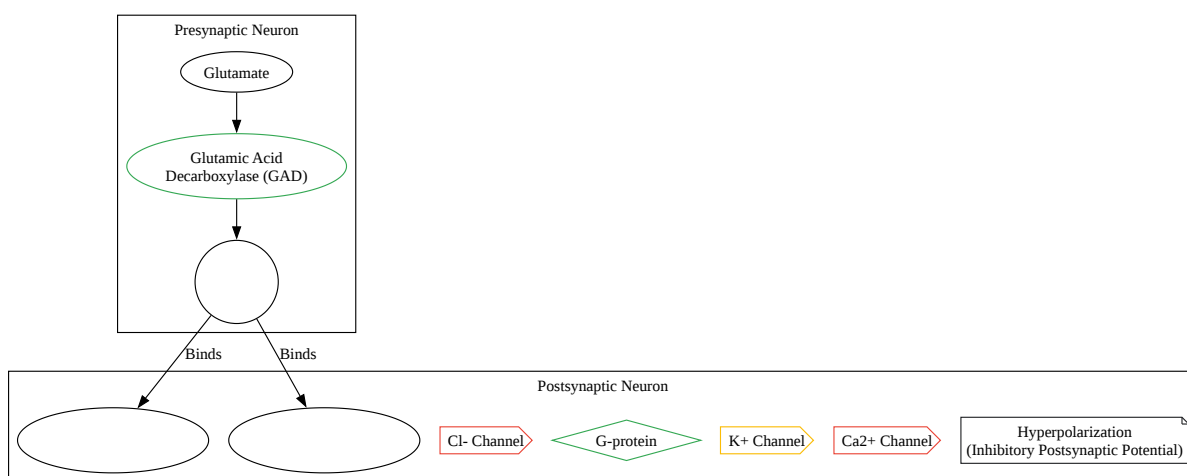 Presynaptic Neuron
Glutamate
Glutamic Acid
Decarboxylase (GAD)
Binds
Binds
Postsynaptic Neuron
Cl- Channel
G-protein
K+ Channel
Ca2+ Channel
Hyperpolarization
(Inhibitory Postsynaptic Potential)